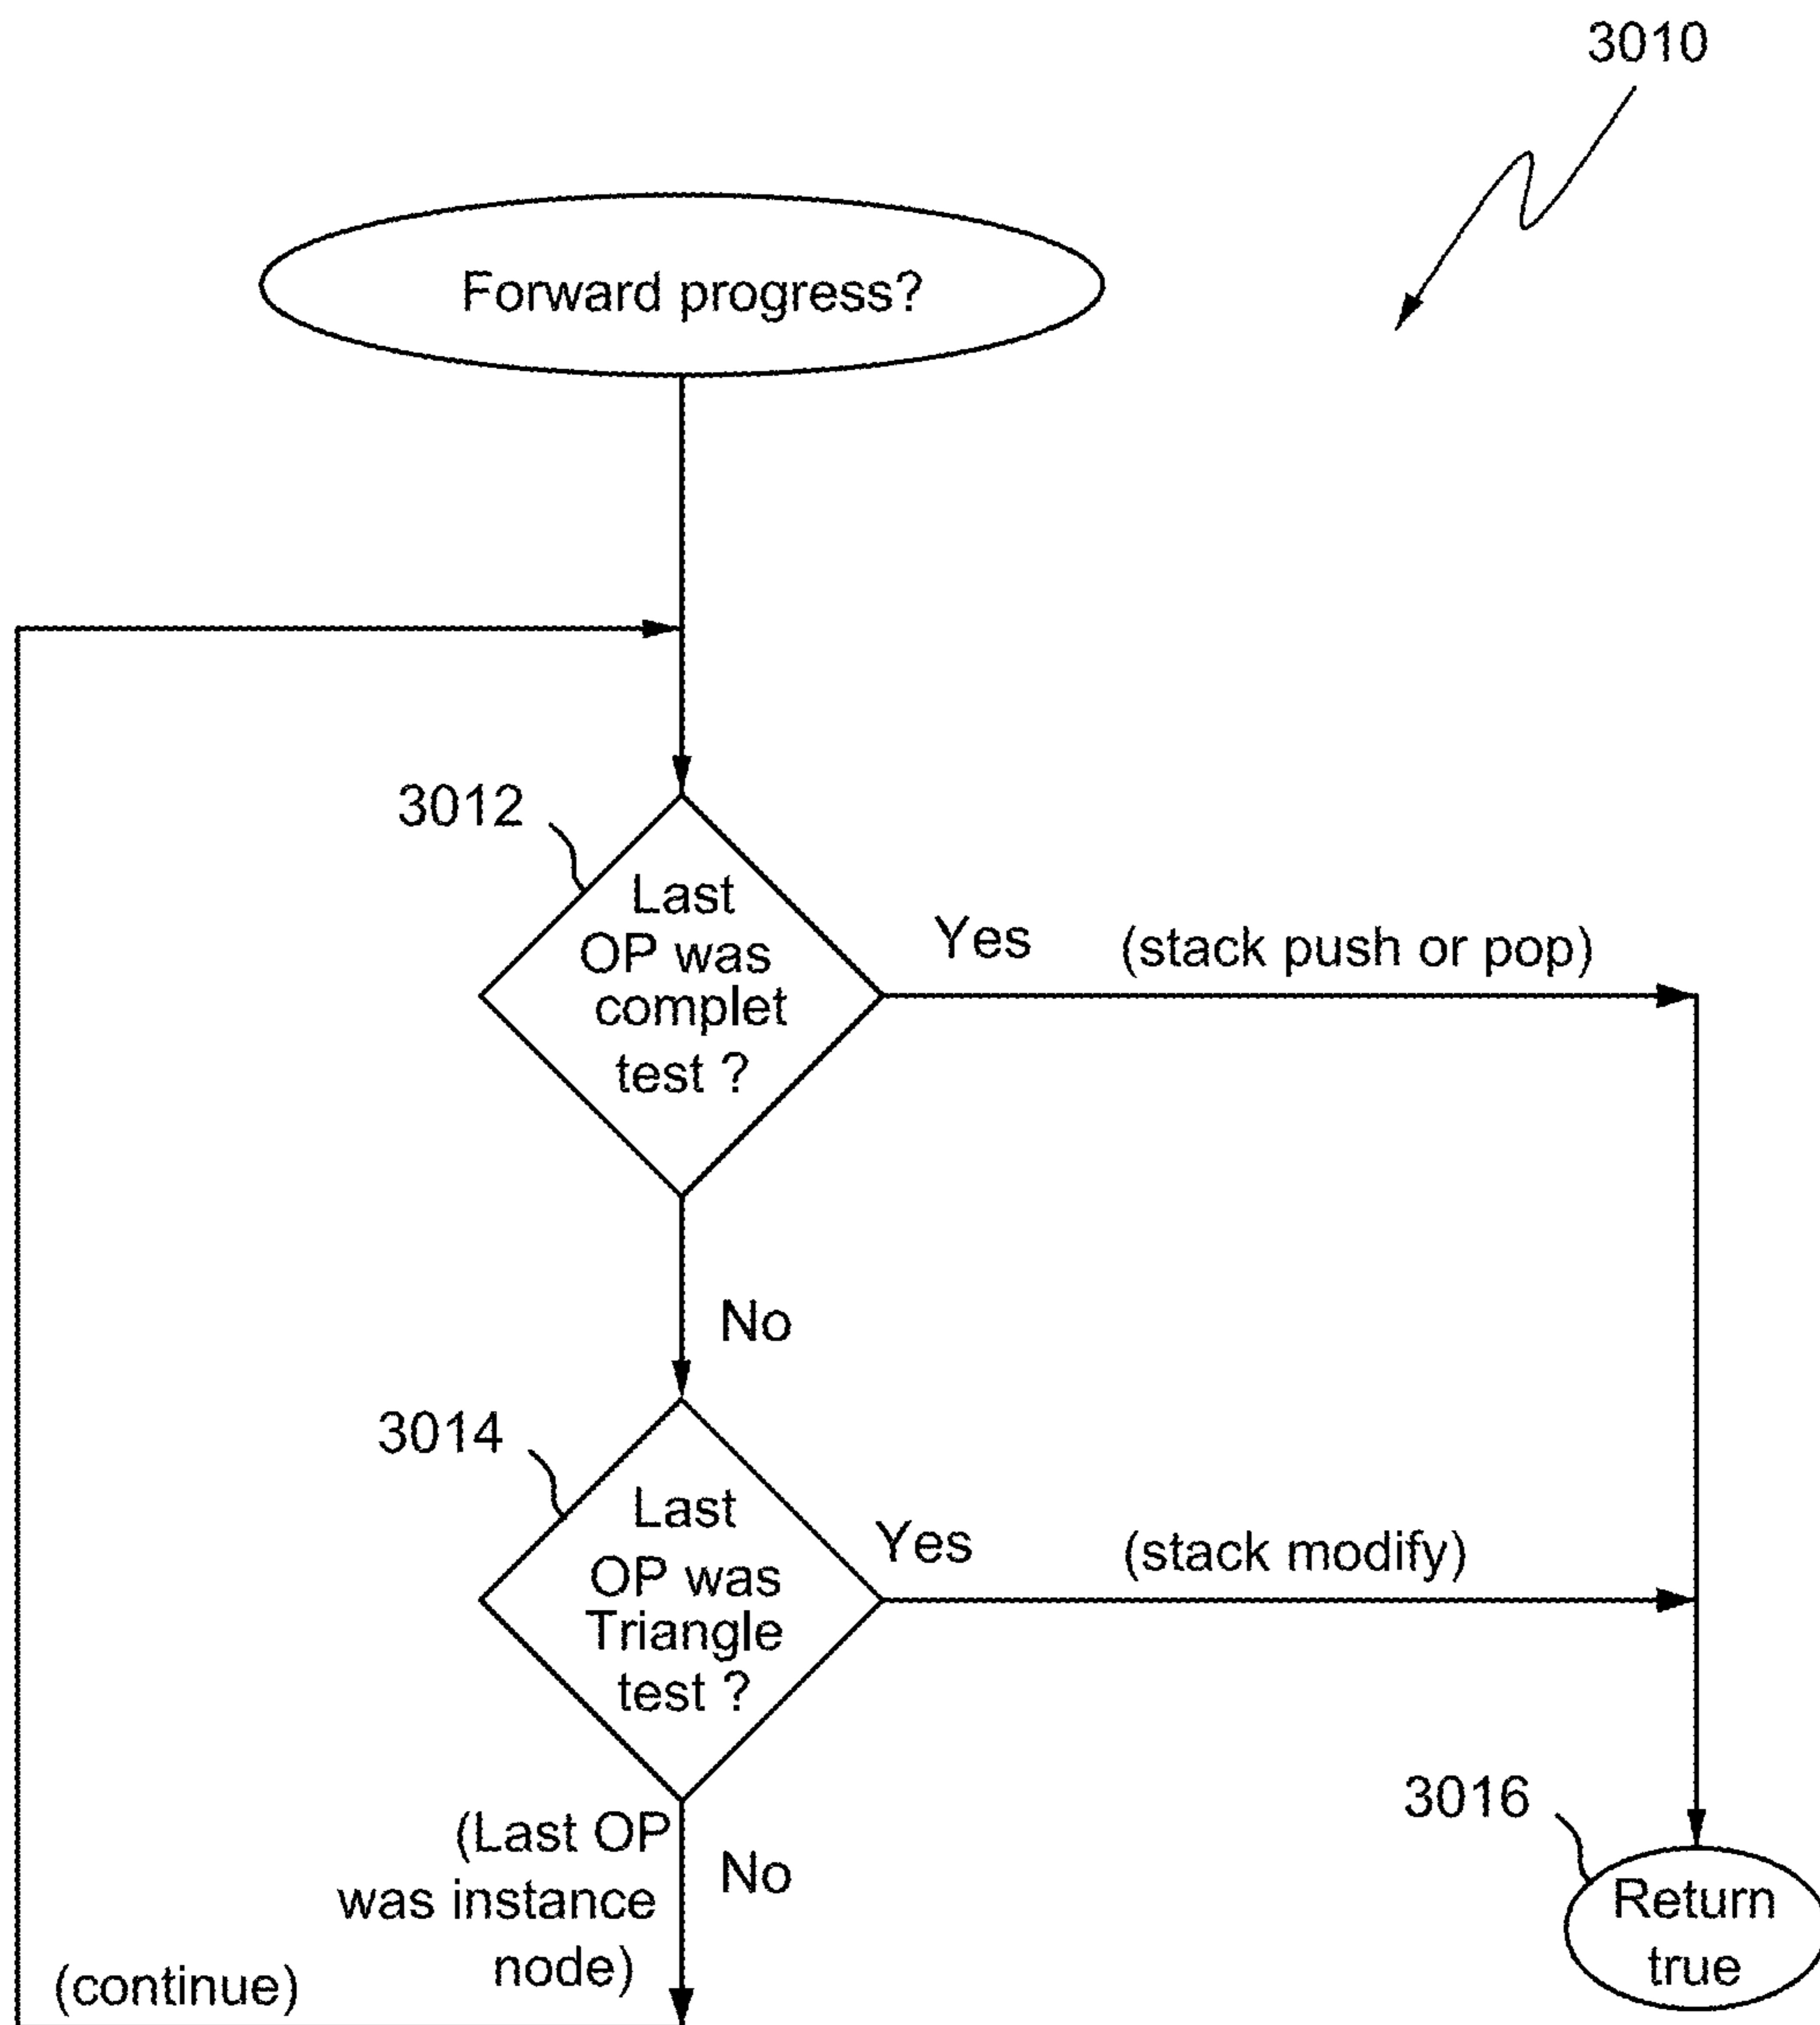 3010
Forward progress?
3012
Last
OP was
complet
test ?
Yes
(stack push or pop)
No
3014
Last
OP was
Triangle
test ?
Yes
(stack modify)
(Last OP
was instance
node)
No
3016
Return
true
(continue)